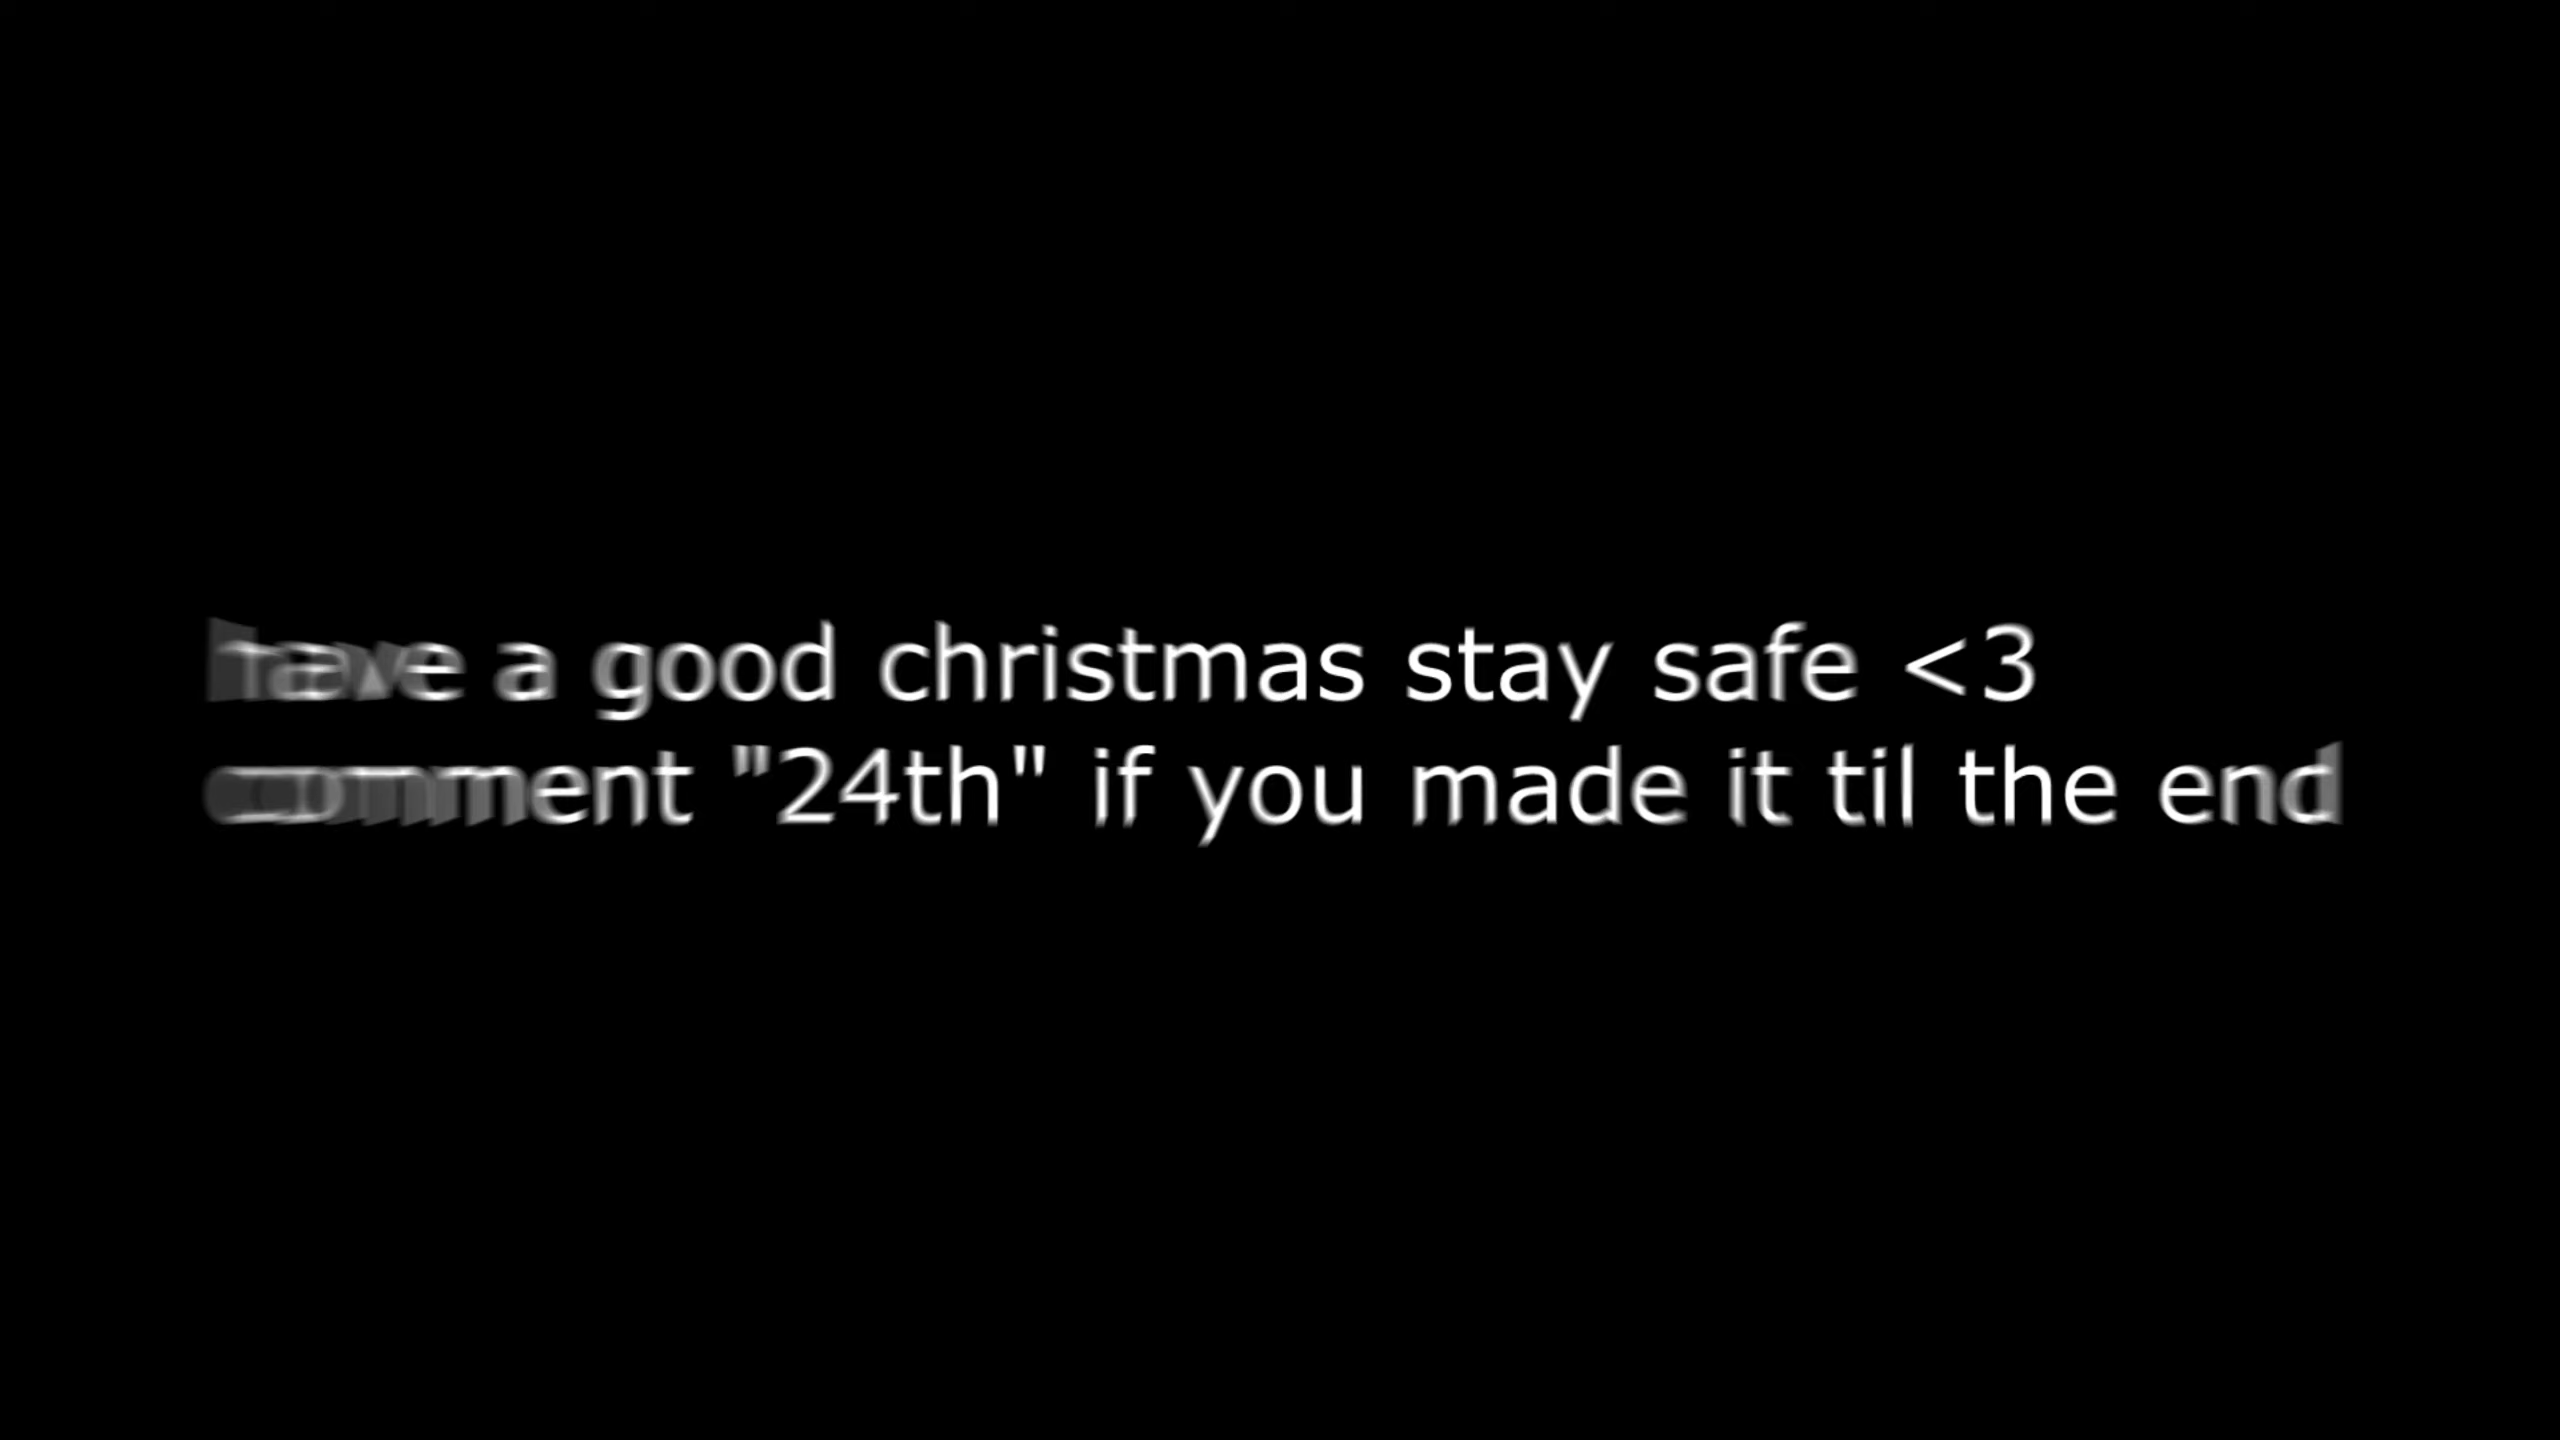 have a good christmas stay safe <3
comment "24th" if you made it til the end